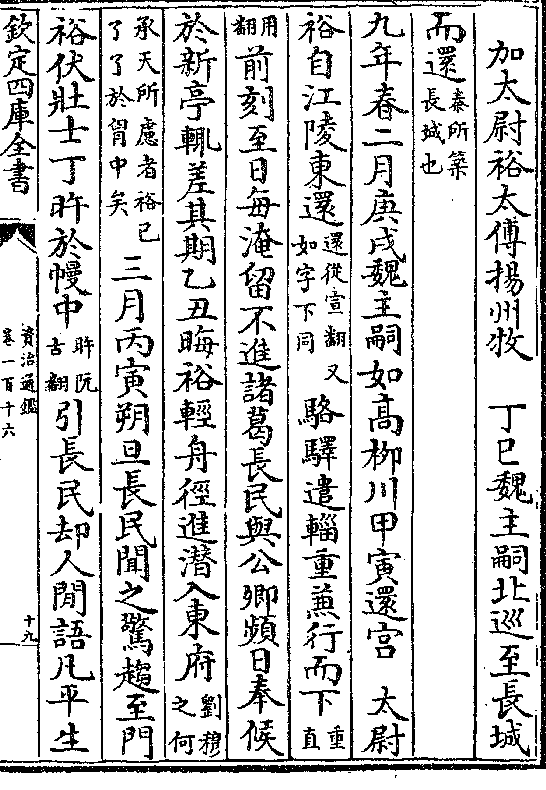 加太尉裕太傅揚州牧　丁巳魏主嗣北巡至長城
而還泰所築長城也
九年春二月庚戌魏主嗣如髙柳川甲寅還宫　太尉
裕自江陵東還還從宣翻又如字下同駱驛遣輜重兼行而下重直
用翻前刻至日每淹留不進諸葛長民與公卿頻日奉候
於新亭輒差其期乙丑晦裕輕舟徑進潜入東府劉穆之何
承天所慮者裕已了了於胷中矣三月丙寅朔旦長民聞之驚趨至門
裕伏壯士丁旿於幔中旿阮古翻引長民却人閒語凡平生
欽定四庫全書
資治通鑑
卷一百十六
十九